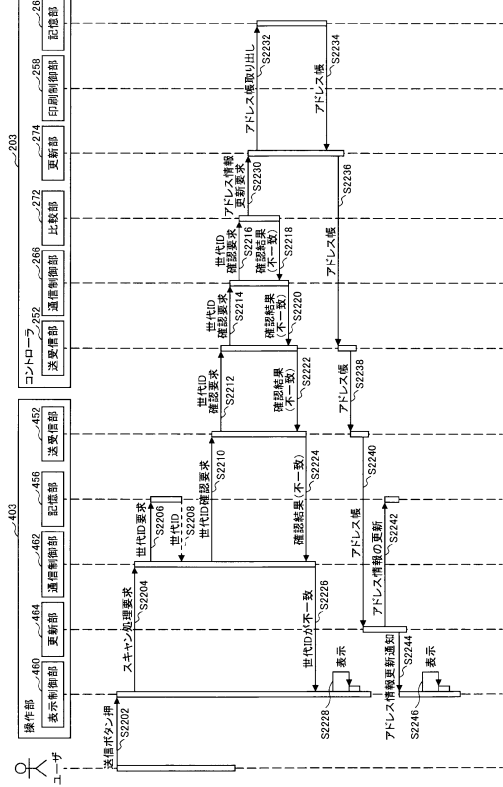 ユーザ
403
操作部
460
表示制御部
464
更新部
462
通信制御部
456
記憶部
452
送受信部
203
コントローラ
252
送受信部
266
通信制御部
272
比較部
274
更新部
258
印刷制御部
記憶部
送信ボタン押
S2202
スキャン処理要求
S2204
世代ID要求
S2206
世代ID
S2208
世代ID確認要求
S2210
世代ID
確認要求
S2212
世代ID
確認要求
S2214
世代ID
確認要求
S2216
確認結果
(不一致)
S2218
確認結果
(不一致)
S2220
確認結果
(不一致)
S2222
確認結果(不一致)
S2224
世代IDが不一致
S2226
表示
S2228
アドレス情報
更新要求
S2230
アドレス帳取り出し
S2232
アドレス帳
S2234
アドレス帳
S2236
アドレス帳
S2238
アドレス帳
S2240
アドレス情報の更新
S2242
アドレス情報更新通知
S2244
表示
S2246